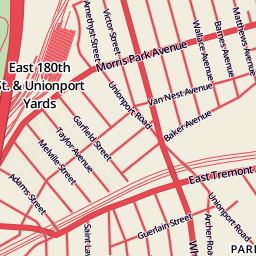 Amethyst Street
Victor Street
Wallace Avenue
Barnes Avenue
Matthews Avenue
Morris Park Avenue
East 180th
St. & Unionport
Yards
Unionport Road
Van Nest Avenue
Garfield Street
Baker Avenue
Taylor Avenue
Melville Street
Adams Street
East Tremont
Guerlain Street
Unionport Road